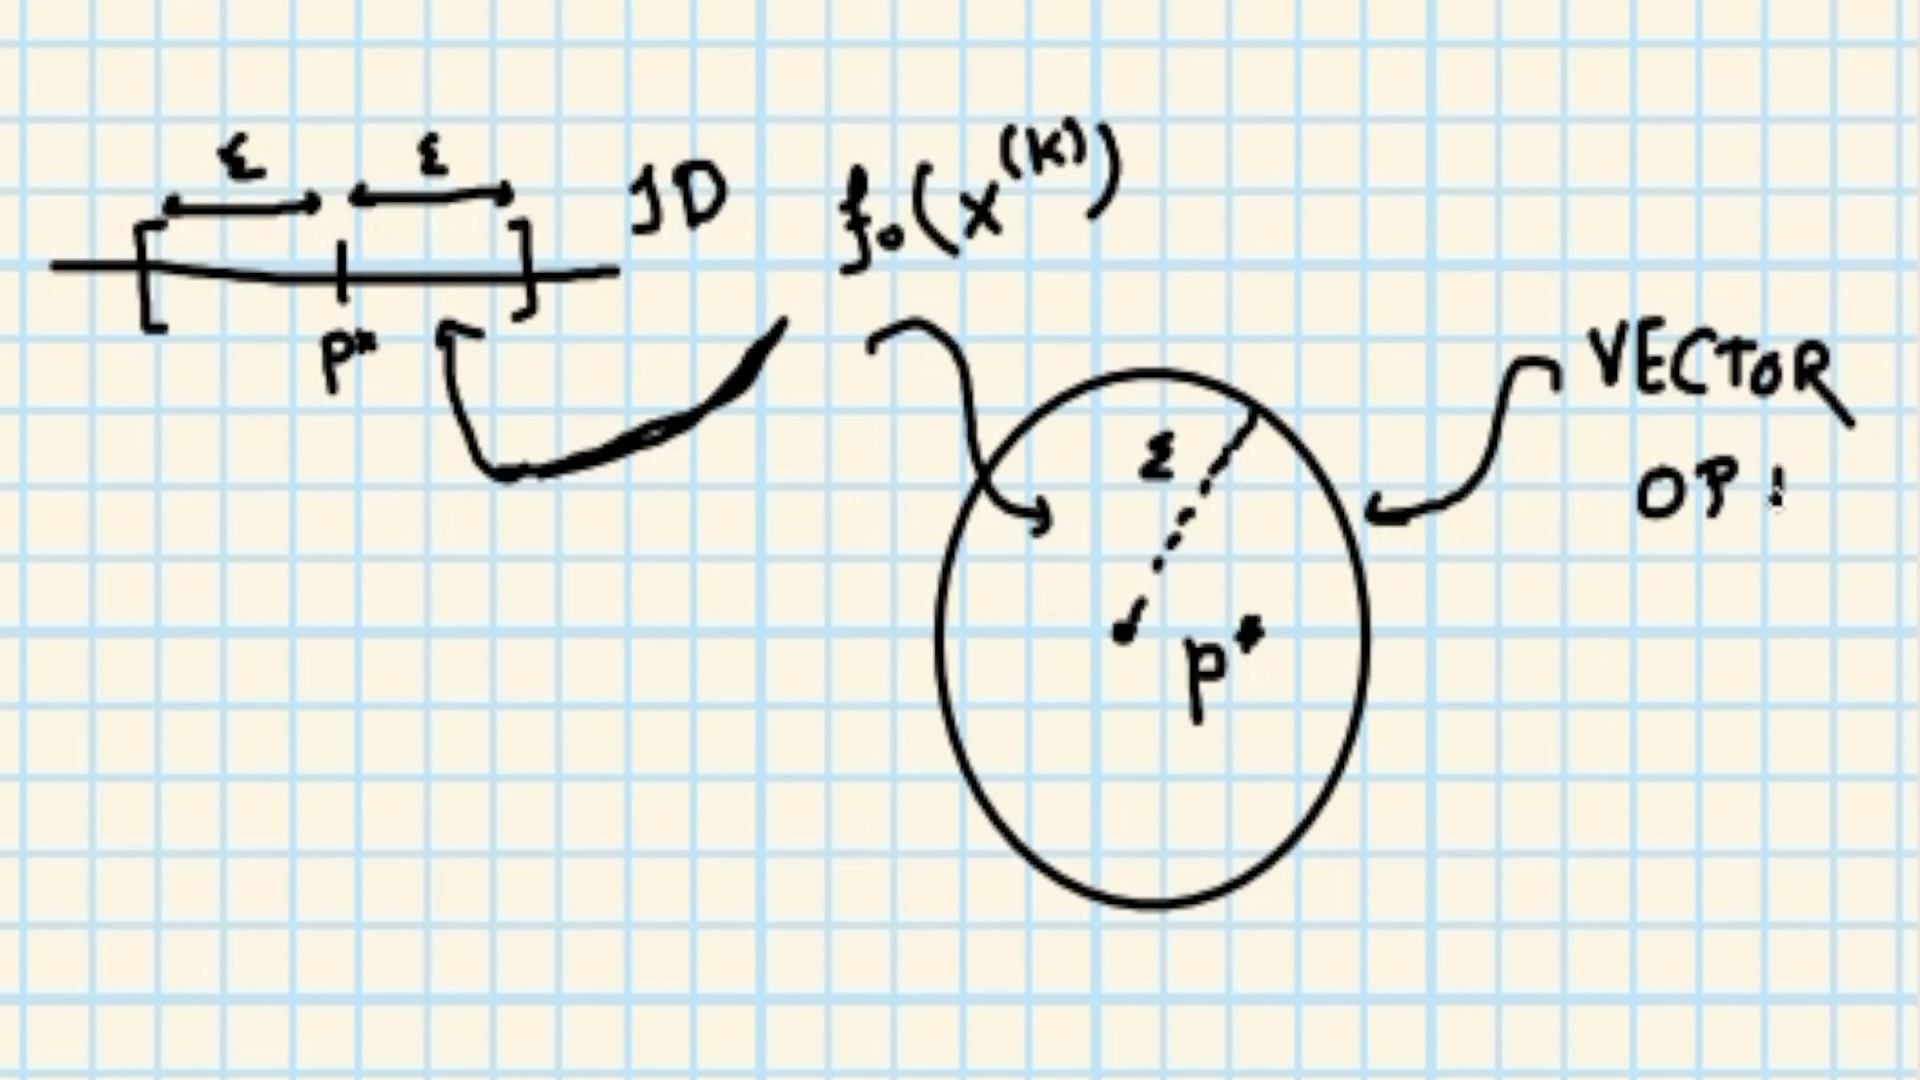 ε ε
1D
f₀(x^(k))
p*
VECTOR
OP!
ε
p*